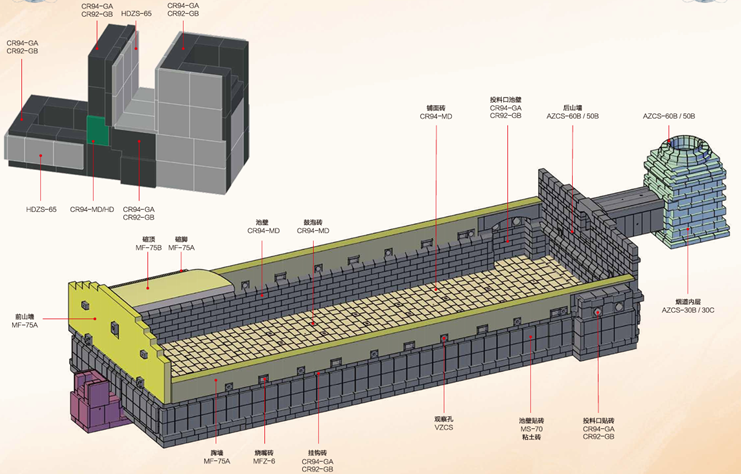 CR94-GA
CR92-GB
HDZS-65
CR94-GA
CR92-GB
CR94-GA
CR92-GB
HDZS-65
CR94-MD/HD
CR94-GA
CR92-GB
铺面砖
CR94-MD
投料口池壁
CR94-GA
CR92-GB
后山墙
AZCS-60B / 50B
AZCS-60B / 50B
池壁
CR94-MD
鼓泡砖
CR94-MD
碹顶
MF-75B
碹脚
MF-75A
前山墙
MF-75A
烟道内层
AZCS-30B / 30C
胸墙
MF-75A
烧嘴砖
MFZ-6
挂钩砖
CR94-GA
CR92-GB
观察孔
VZCS
池壁贴砖
MS-70
粘土砖
投料口贴砖
CR94-GA
CR92-GB